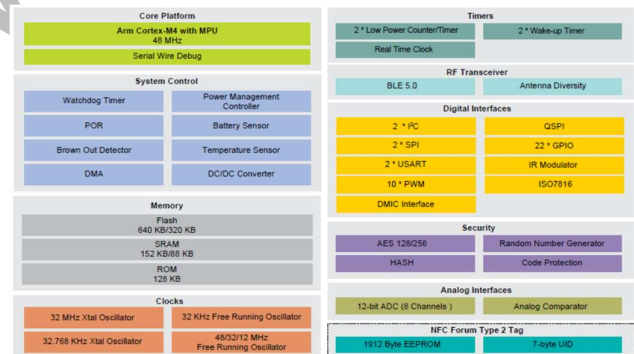 Core Platform
Arm Cortex-M4 with MPU
48 MHz
Serial Wire Debug
System Control
Watchdog Timer
Power Management
Controller
POR
Battery Sensor
Brown Out Detector
Temperature Sensor
DMA
DC/DC Converter
Memory
Flash
640 KB/320 KB
SRAM
152 KB/88 KB
ROM
128 KB
Clocks
32 MHz Xtal Oscillator
32 KHz Free Running Oscillator
32.768 KHz Xtal Oscillator
48/32/12 MHz
Free Running Oscillator
Timers
2 * Low Power Counter/Timer
2 * Wake-up Timer
Real Time Clock
RF Transceiver
BLE 5.0
Antenna Diversity
Digital Interfaces
2 * I²C
QSPI
2 * SPI
22 * GPIO
2 * USART
IR Modulator
10 * PWM
ISO7816
DMIC Interface
Security
AES 128/256
Random Number Generator
HASH
Code Protection
Analog Interfaces
12-bit ADC (8 Channels )
Analog Comparator
NFC Forum Type 2 Tag
1912 Byte EEPROM
7-byte UID